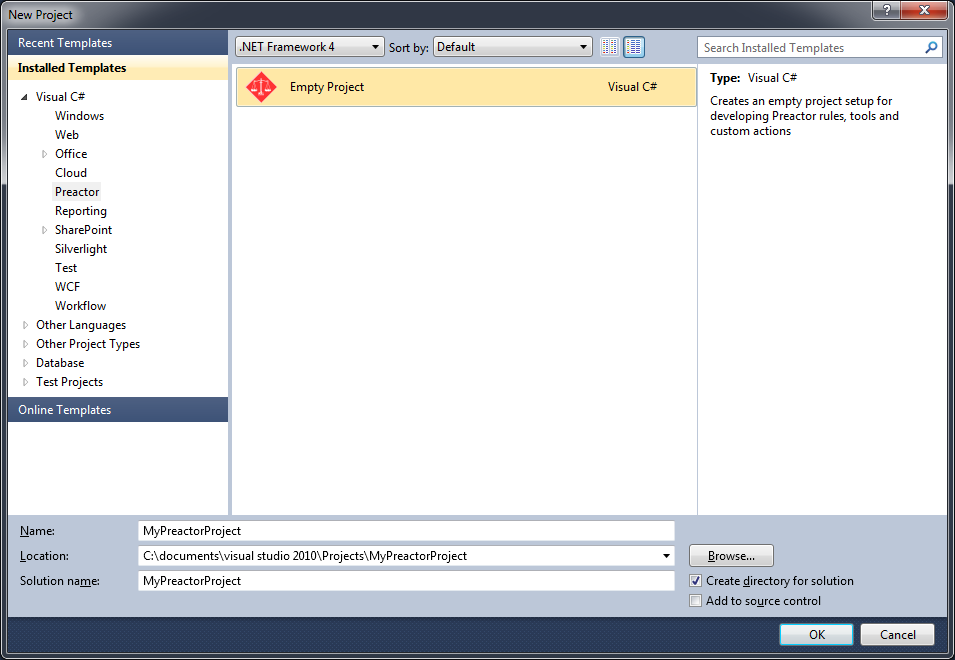 New Project
?
Recent Templates
.NET Framework 4
Sort by:
Default
Search Installed Templates
Installed Templates
Visual C#
Windows
Web
Office
Cloud
Preactor
Reporting
SharePoint
Silverlight
Test
WCF
Workflow
Other Languages
Other Project Types
Database
Test Projects
Online Templates
Empty Project
Visual C#
Type: Visual C#
Creates an empty project setup for
developing Preactor rules, tools and
custom actions
Name:
MyPreactorProject
Location:
C:\documents\visual studio 2010\Projects\MyPreactorProject
Browse...
Solution name:
MyPreactorProject
Create directory for solution
Add to source control
OK
Cancel